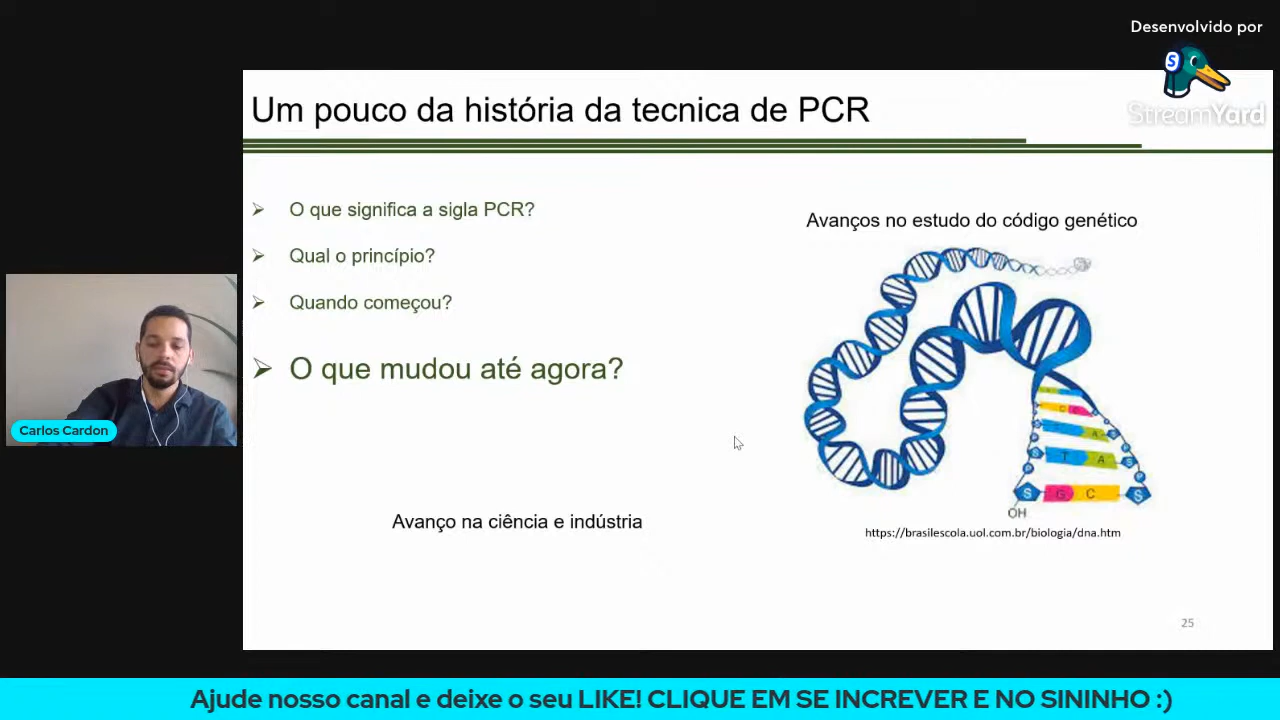 Desenvolvido por
S
StreamYard
Um pouco da história da tecnica de PCR
O que significa a sigla PCR?
Qual o princípio?
Quando começou?
O que mudou até agora?
Avanço na ciência e indústria
Avanços no estudo do código genético
T A
S G C S
OH
https://brasilescola.uol.com.br/biologia/dna.htm
25
Carlos Cardon
Ajude nosso canal e deixe o seu LIKE! CLIQUE EM SE INCREVER E NO SININHO :)